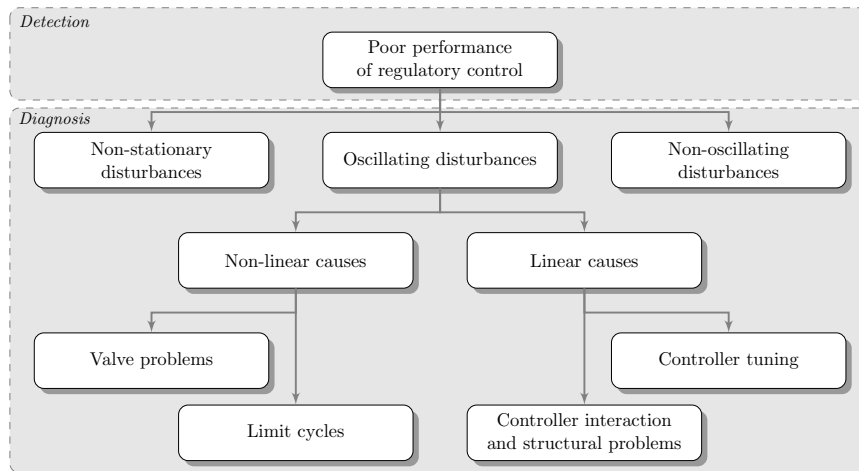 Detection
Poor performance
of regulatory control
Diagnosis
Non-stationary
disturbances
Oscillating disturbances
Non-oscillating
disturbances
Non-linear causes
Linear causes
Valve problems
Controller tuning
Limit cycles
Controller interaction
and structural problems